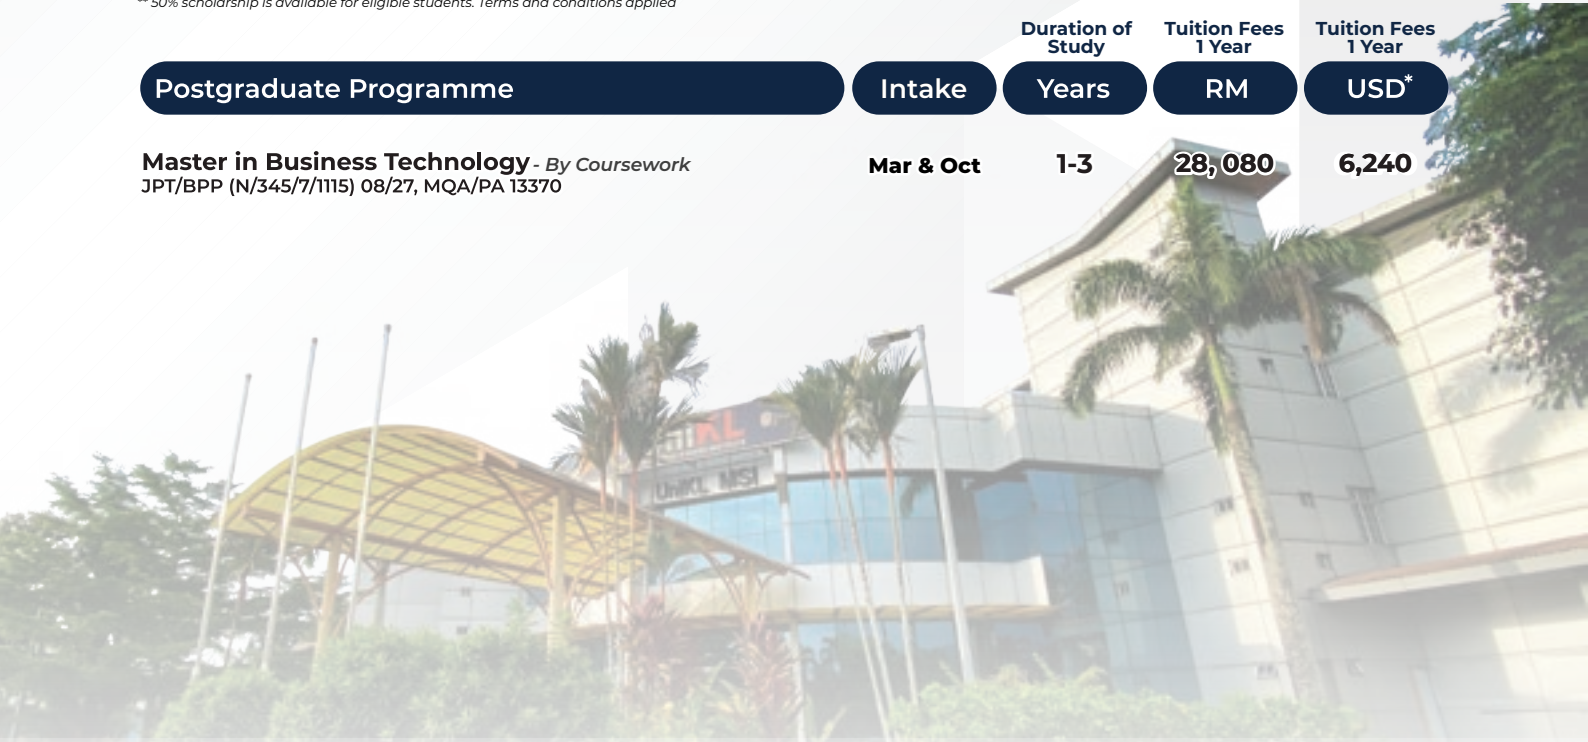 ** 50% scholarship is available for eligible students. Terms and conditions applied
Duration of Study
Tuition Fees 1 Year
Tuition Fees 1 Year
Postgraduate Programme
Intake
Years
RM
USD*
Master in Business Technology - By Coursework
Mar & Oct
1-3
28, 080
6,240
JPT/BPP (N/345/7/1115) 08/27, MQA/PA 13370
KL
UniKL MSI